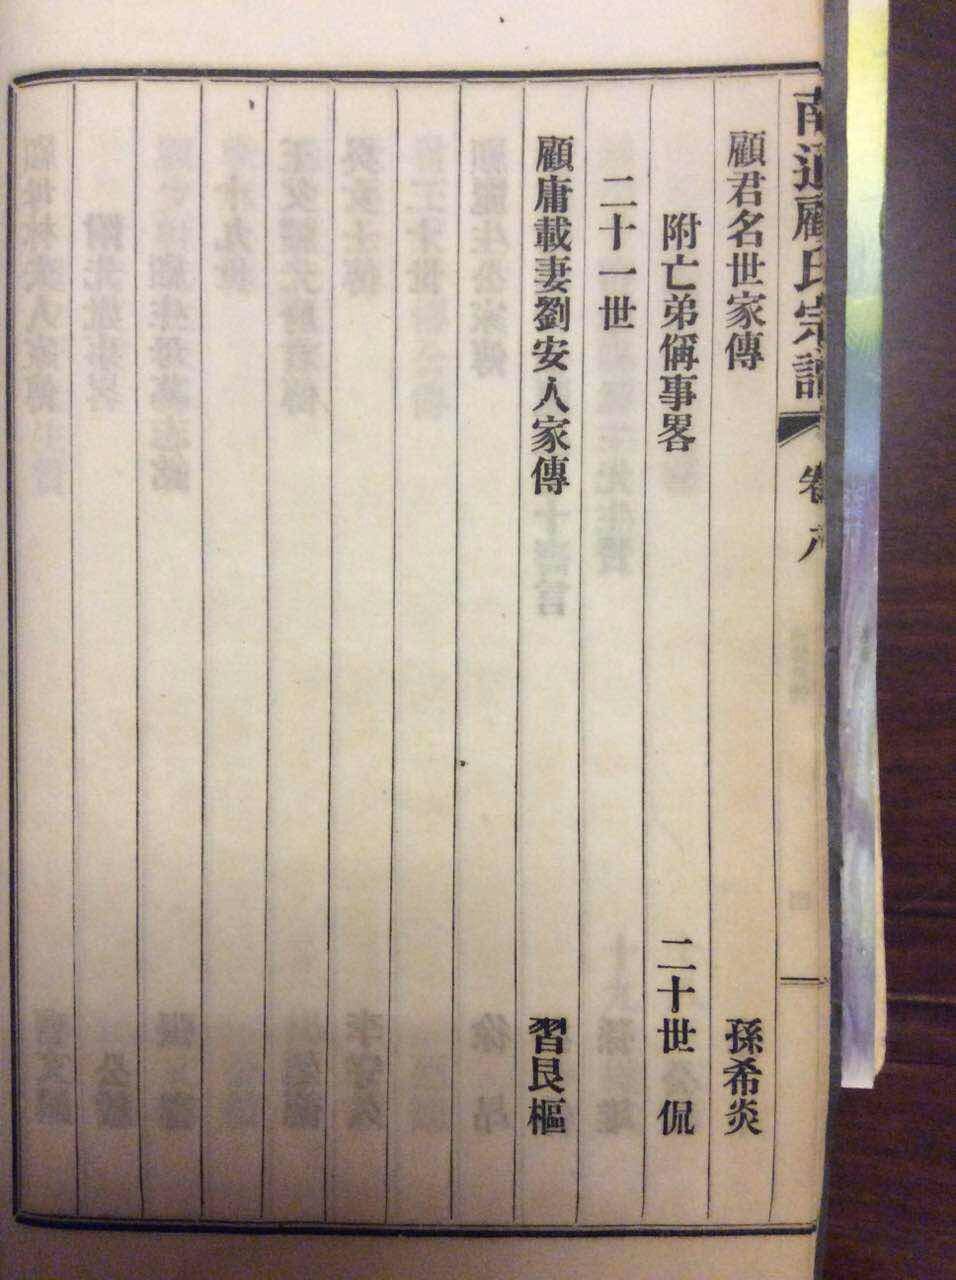 南通顧氏宗譜 卷六
顧君名世家傳 孫希炎
附亡弟偁事畧 二十世 侃
二十一世
顧庸載妻劉安人家傳 習艮樞